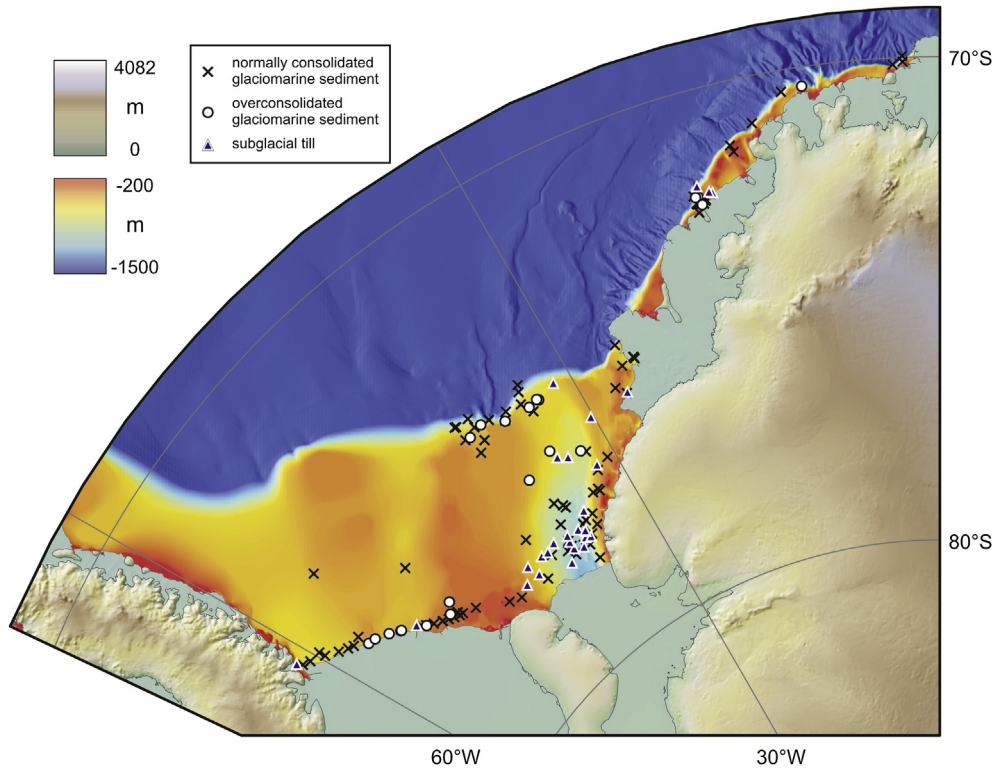 4082
m
0
-200
m
-1500
normally consolidated
glaciomarine sediment
overconsolidated
glaciomarine sediment
subglacial till
70°S
80°S
60°W
30°W